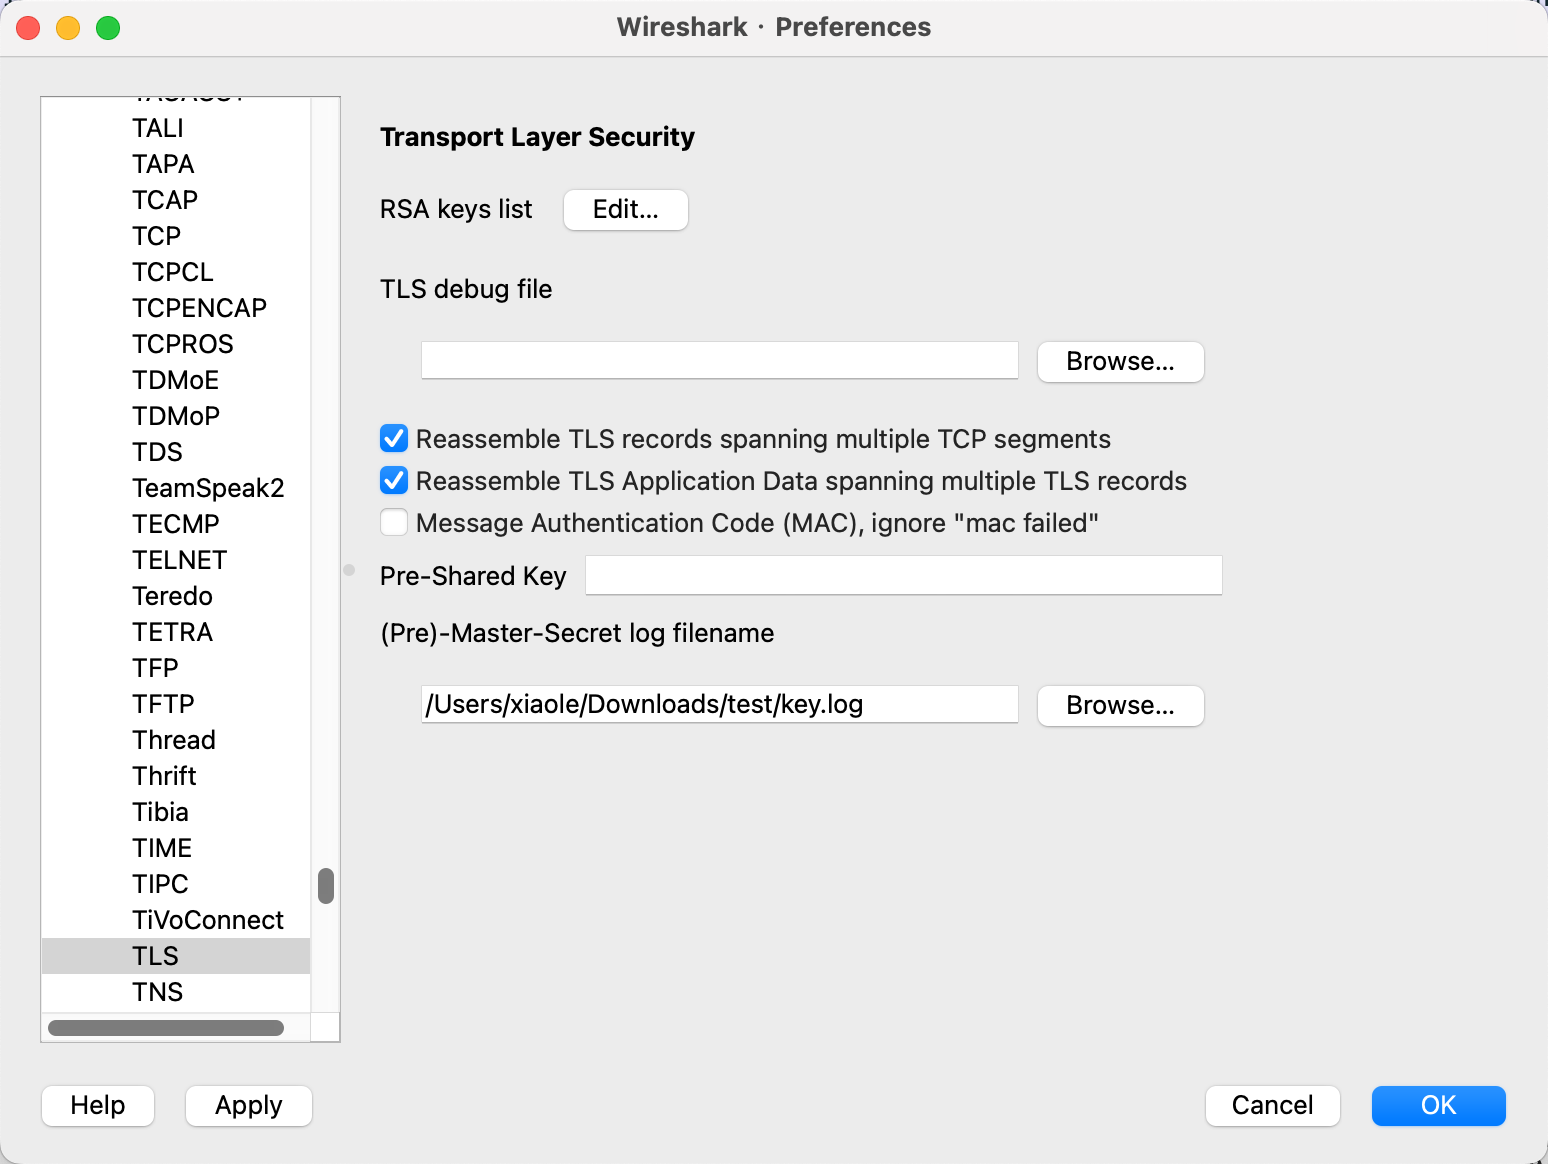 Wireshark · Preferences
TALI
TAPA
TCAP
TCP
TCPCL
TCPENCAP
TCPROS
TDMoE
TDMoP
TDS
TeamSpeak2
TECMP
TELNET
Teredo
TETRA
TFP
TFTP
Thread
Thrift
Tibia
TIME
TIPC
TiVoConnect
TLS
TNS
Transport Layer Security
RSA keys list Edit...
TLS debug file
Browse...
Reassemble TLS records spanning multiple TCP segments
Reassemble TLS Application Data spanning multiple TLS records
Message Authentication Code (MAC), ignore "mac failed"
Pre-Shared Key
(Pre)-Master-Secret log filename
/Users/xiaole/Downloads/test/key.log Browse...
Help Apply Cancel OK